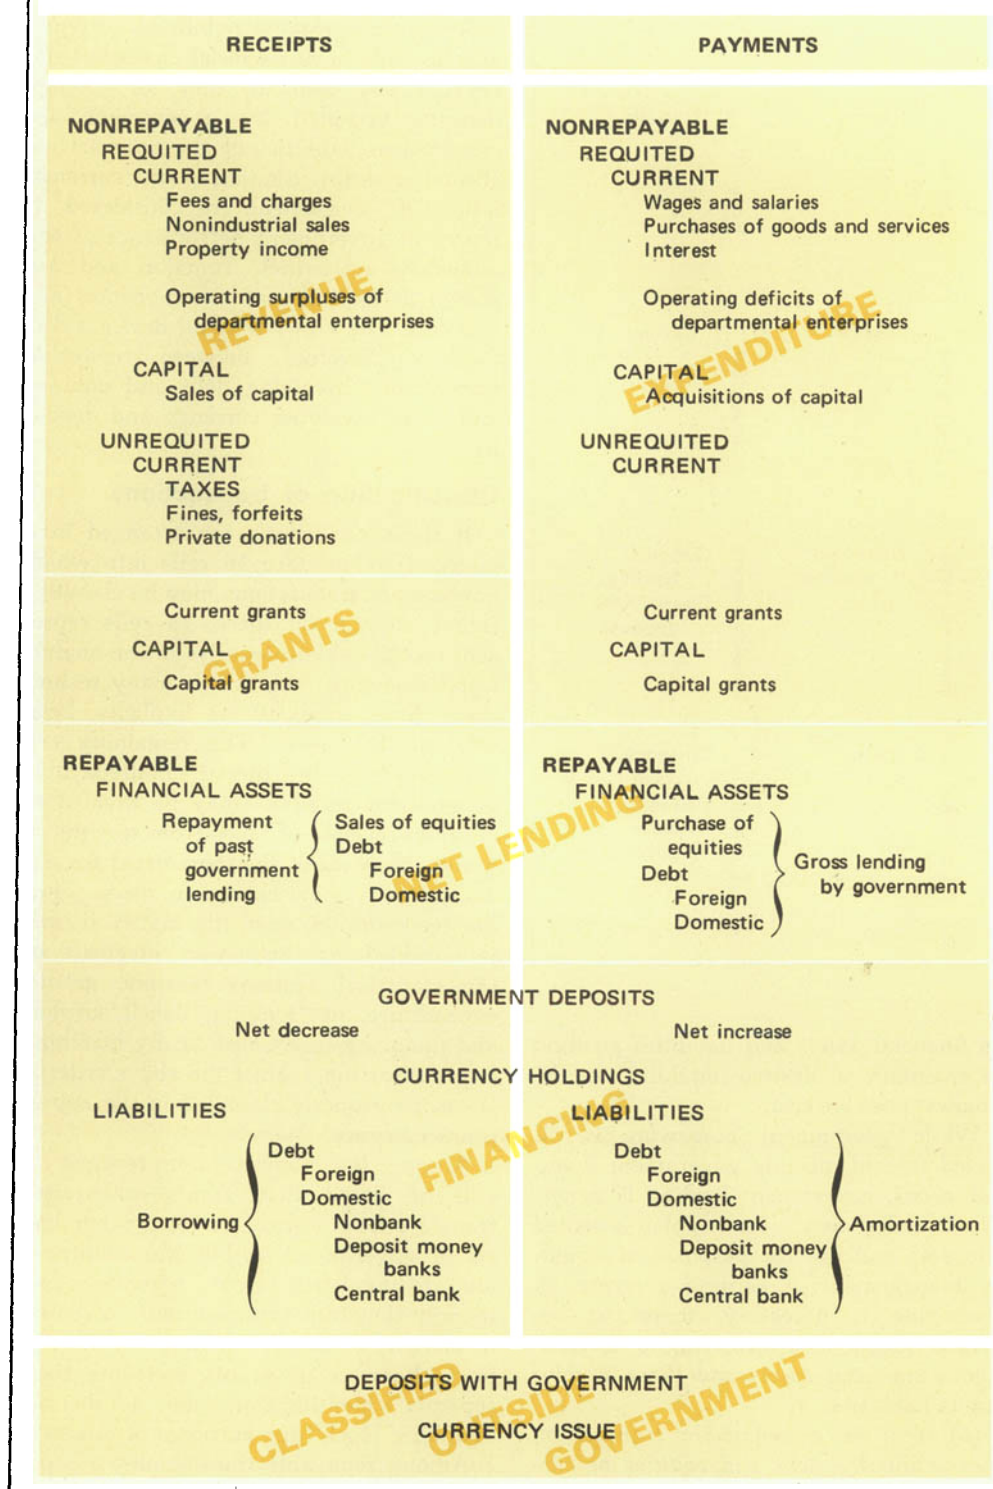 RECEIPTS
PAYMENTS
NONREPAYABLE
REQUITED
CURRENT
Fees and charges
Nonindustrial sales
Property income
Operating surpluses of
departmental enterprises
CAPITAL
Sales of capital
UNREQUITED
CURRENT
TAXES
Fines, forfeits
Private donations
REVENUE
NONREPAYABLE
REQUITED
CURRENT
Wages and salaries
Purchases of goods and services
Interest
Operating deficits of
departmental enterprises
CAPITAL
Acquisitions of capital
UNREQUITED
CURRENT
EXPENDITURE
Current grants
CAPITAL
Capital grants
GRANTS
Current grants
CAPITAL
Capital grants
REPAYABLE
FINANCIAL ASSETS
Repayment
of past
government
lending
Sales of equities
Debt
Foreign
Domestic
NET LENDING
REPAYABLE
FINANCIAL ASSETS
Purchase of
equities
Debt
Foreign
Domestic
Gross lending
by government
GOVERNMENT DEPOSITS
Net decrease
Net increase
CURRENCY HOLDINGS
FINANCING
LIABILITIES
Borrowing
Debt
Foreign
Domestic
Nonbank
Deposit money
banks
Central bank
LIABILITIES
Debt
Foreign
Domestic
Nonbank
Deposit money
banks
Central bank
Amortization
DEPOSITS WITH GOVERNMENT
CURRENCY ISSUE
CLASSIFIED
OUTSIDE
GOVERNMENT